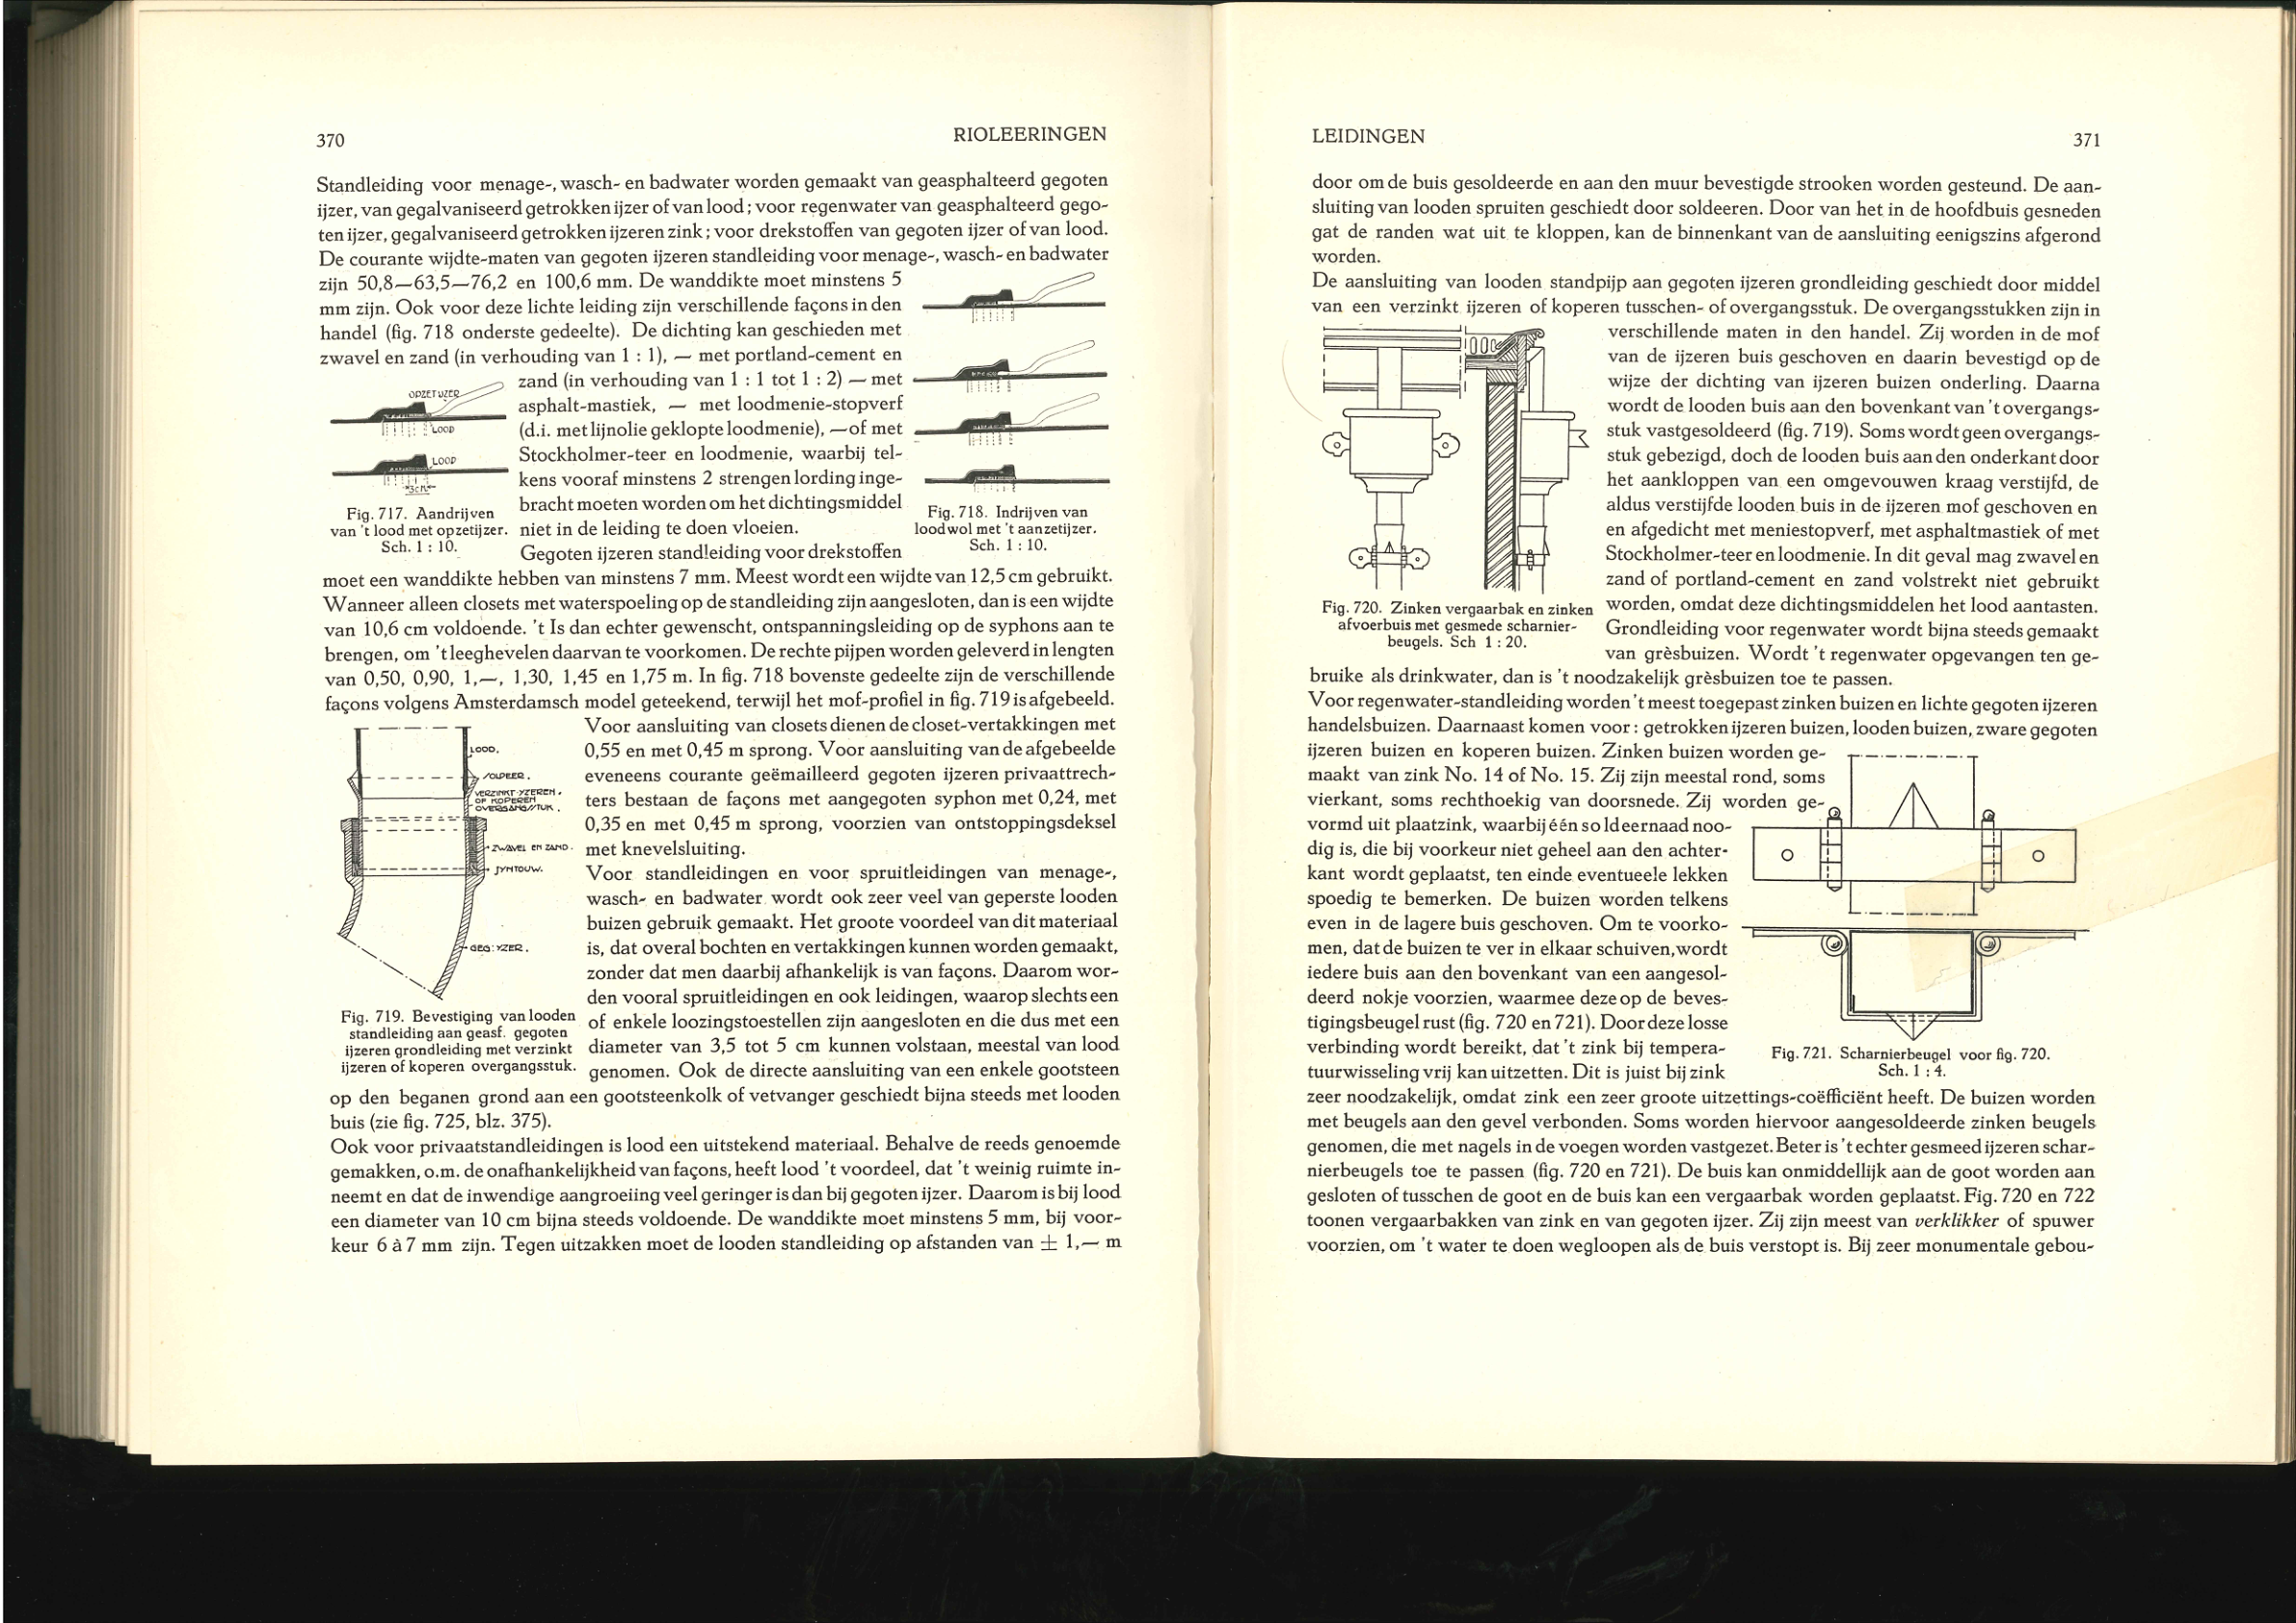 370
RIOLEERINGEN
Standleiding voor menage-, wasch- en badwater worden gemaakt van geasphalteerd gegoten
ijzer, van gegalvaniseerd getrokken ijzer of van lood; voor regenwater van geasphalteerd gego-
ten ijzer, gegalvaniseerd getrokken ijzeren zink; voor drekstoffen van gegoten ijzer of van lood.
De courante wijdte-maten van gegoten ijzeren standleiding voor menage-, wasch- en badwater
zijn 50,8—63,5—76,2 en 100,6 mm. De wanddikte moet minstens 5
mm zijn. Ook voor deze lichte leiding zijn verschillende façons in den
handel (fig. 718 onderste gedeelte). De dichting kan geschieden met
zwavel en zand (in verhouding van 1 : 1), — met portland-cement en
zand (in verhouding van 1 : 1 tot 1 : 2) — met
asphalt-mastiek, — met loodmenie-stopverf
(d.i. met lijnolie geklopte loodmenie), —of met
Stockholmer-teer en loodmenie, waarbij tel-
kens vooraf minstens 2 strengen lording inge-
bracht moeten worden om het dichtingsmiddel
niet in de leiding te doen vloeien.
OPZETIJZER
LOOD
LOOD
3cM
Fig. 717. Aandrijven
van 't lood met opzetijzer.
Sch. 1 : 10.
Fig. 718. Indrijven van
loodwol met 't aanzetijzer.
Sch. 1 : 10.
Gegoten ijzeren standleiding voor drekstoffen
moet een wanddikte hebben van minstens 7 mm. Meest wordt een wijdte van 12,5 cm gebruikt.
Wanneer alleen closets met waterspoeling op de standleiding zijn aangesloten, dan is een wijdte
van 10,6 cm voldoende. 't Is dan echter gewenscht, ontspanningsleiding op de syphons aan te
brengen, om 't leeghevelen daarvan te voorkomen. De rechte pijpen worden geleverd in lengten
van 0,50, 0,90, 1,—, 1,30, 1,45 en 1,75 m. In fig. 718 bovenste gedeelte zijn de verschillende
façons volgens Amsterdamsch model geteekend, terwijl het mof-profiel in fig. 719 is afgebeeld.
Voor aansluiting van closets dienen de closet-vertakkingen met
0,55 en met 0,45 m sprong. Voor aansluiting van de afgebeelde
eveneens courante geëmailleerd gegoten ijzeren privaattrech-
ters bestaan de façons met aangegoten syphon met 0,24, met
0,35 en met 0,45 m sprong, voorzien van ontstoppingsdeksel
met knevelsluiting.
Voor standleidingen en voor spruitleidingen van menage-,
wasch- en badwater wordt ook zeer veel van geperste looden
buizen gebruik gemaakt. Het groote voordeel van dit materiaal
is, dat overal bochten en vertakkingen kunnen worden gemaakt,
zonder dat men daarbij afhankelijk is van façons. Daarom wor-
den vooral spruitleidingen en ook leidingen, waarop slechts een
of enkele loozingstoestellen zijn aangesloten en die dus met een
diameter van 3,5 tot 5 cm kunnen volstaan, meestal van lood
genomen. Ook de directe aansluiting van een enkele gootsteen
LOOD.
SOLDEER.
VERZINKT YZEREN.
OF KOPEREN
OVERGANGSSTUK.
ZWAVEL EN ZAND.
PYNTOUW.
GEG: YZER.
Fig. 719. Bevestiging van looden
standleiding aan geasf. gegoten
ijzeren grondleiding met verzinkt
ijzeren of koperen overgangsstuk.
op den beganen grond aan een gootsteenkolk of vetvanger geschiedt bijna steeds met looden
buis (zie fig. 725, blz. 375).
Ook voor privaatstandleidingen is lood een uitstekend materiaal. Behalve de reeds genoemde
gemakken, o.m. de onafhankelijkheid van façons, heeft lood 't voordeel, dat 't weinig ruimte in-
neemt en dat de inwendige aangroeiing veel geringer is dan bij gegoten ijzer. Daarom is bij lood
een diameter van 10 cm bijna steeds voldoende. De wanddikte moet minstens 5 mm, bij voor-
keur 6 à 7 mm zijn. Tegen uitzakken moet de looden standleiding op afstanden van ± 1,— m
LEIDINGEN
371
door om de buis gesoldeerde en aan den muur bevestigde strooken worden gesteund. De aan-
sluiting van looden spruiten geschiedt door soldeeren. Door van het in de hoofdbuis gesneden
gat de randen wat uit te kloppen, kan de binnenkant van de aansluiting eenigszins afgerond
worden.
De aansluiting van looden standpijp aan gegoten ijzeren grondleiding geschiedt door middel
van een verzinkt ijzeren of koperen tusschen- of overgangsstuk. De overgangsstukken zijn in
verschillende maten in den handel. Zij worden in de mof
van de ijzeren buis geschoven en daarin bevestigd op de
wijze der dichting van ijzeren buizen onderling. Daarna
wordt de looden buis aan den bovenkant van 't overgangs-
stuk vastgesoldeerd (fig. 719). Soms wordt geen overgangs-
stuk gebezigd, doch de looden buis aan den onderkant door
het aankloppen van een omgevouwen kraag verstijfd, de
aldus verstijfde looden buis in de ijzeren mof geschoven en
en afgedicht met meniestopverf, met asphaltmastiek of met
Stockholmer-teer en loodmenie. In dit geval mag zwavel en
zand of portland-cement en zand volstrekt niet gebruikt
worden, omdat deze dichtingsmiddelen het lood aantasten.
Grondleiding voor regenwater wordt bijna steeds gemaakt
van grèsbuizen. Wordt 't regenwater opgevangen ten ge-
Fig. 720. Zinken vergaarbak en zinken
afvoerbuis met gesmede scharnier-
beugels. Sch 1 : 20.
bruike als drinkwater, dan is 't noodzakelijk grèsbuizen toe te passen.
Voor regenwater-standleiding worden 't meest toegepast zinken buizen en lichte gegoten ijzeren
handelsbuizen. Daarnaast komen voor: getrokken ijzeren buizen, looden buizen, zware gegoten
ijzeren buizen en koperen buizen. Zinken buizen worden ge-
maakt van zink No. 14 of No. 15. Zij zijn meestal rond, soms
vierkant, soms rechthoekig van doorsnede. Zij worden ge-
vormd uit plaatzink, waarbij één soldeernaad noo-
dig is, die bij voorkeur niet geheel aan den achter-
kant wordt geplaatst, ten einde eventueele lekken
spoedig te bemerken. De buizen worden telkens
even in de lagere buis geschoven. Om te voorko-
men, dat de buizen te ver in elkaar schuiven, wordt
iedere buis aan den bovenkant van een aangesol-
deerd nokje voorzien, waarmee deze op de beves-
tigingsbeugel rust (fig. 720 en 721). Door deze losse
verbinding wordt bereikt, dat 't zink bij tempera-
tuurwisseling vrij kan uitzetten. Dit is juist bij zink
Fig. 721. Scharnierbeugel voor fig. 720.
Sch. 1 : 4.
zeer noodzakelijk, omdat zink een zeer groote uitzettings-coëfficiënt heeft. De buizen worden
met beugels aan den gevel verbonden. Soms worden hiervoor aangesoldeerde zinken beugels
genomen, die met nagels in de voegen worden vastgezet. Beter is 't echter gesmeed ijzeren schar-
nierbeugels toe te passen (fig. 720 en 721). De buis kan onmiddellijk aan de goot worden aan
gesloten of tusschen de goot en de buis kan een vergaarbak worden geplaatst. Fig. 720 en 722
toonen vergaarbakken van zink en van gegoten ijzer. Zij zijn meest van verklikker of spuwer
voorzien, om 't water te doen wegloopen als de buis verstopt is. Bij zeer monumentale gebou-